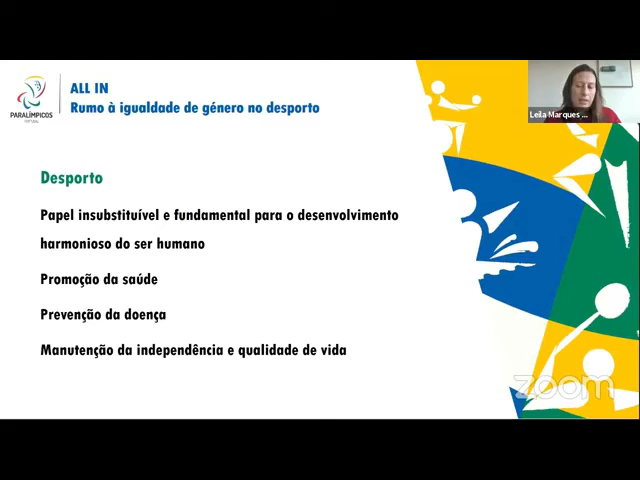 PARALÍMPICOS
PORTUGAL
ALL IN
Rumo à igualdade de género no desporto
Leila Marques ...
Desporto
Papel insubstituível e fundamental para o desenvolvimento
harmonioso do ser humano
Promoção da saúde
Prevenção da doença
Manutenção da independência e qualidade de vida
zoom